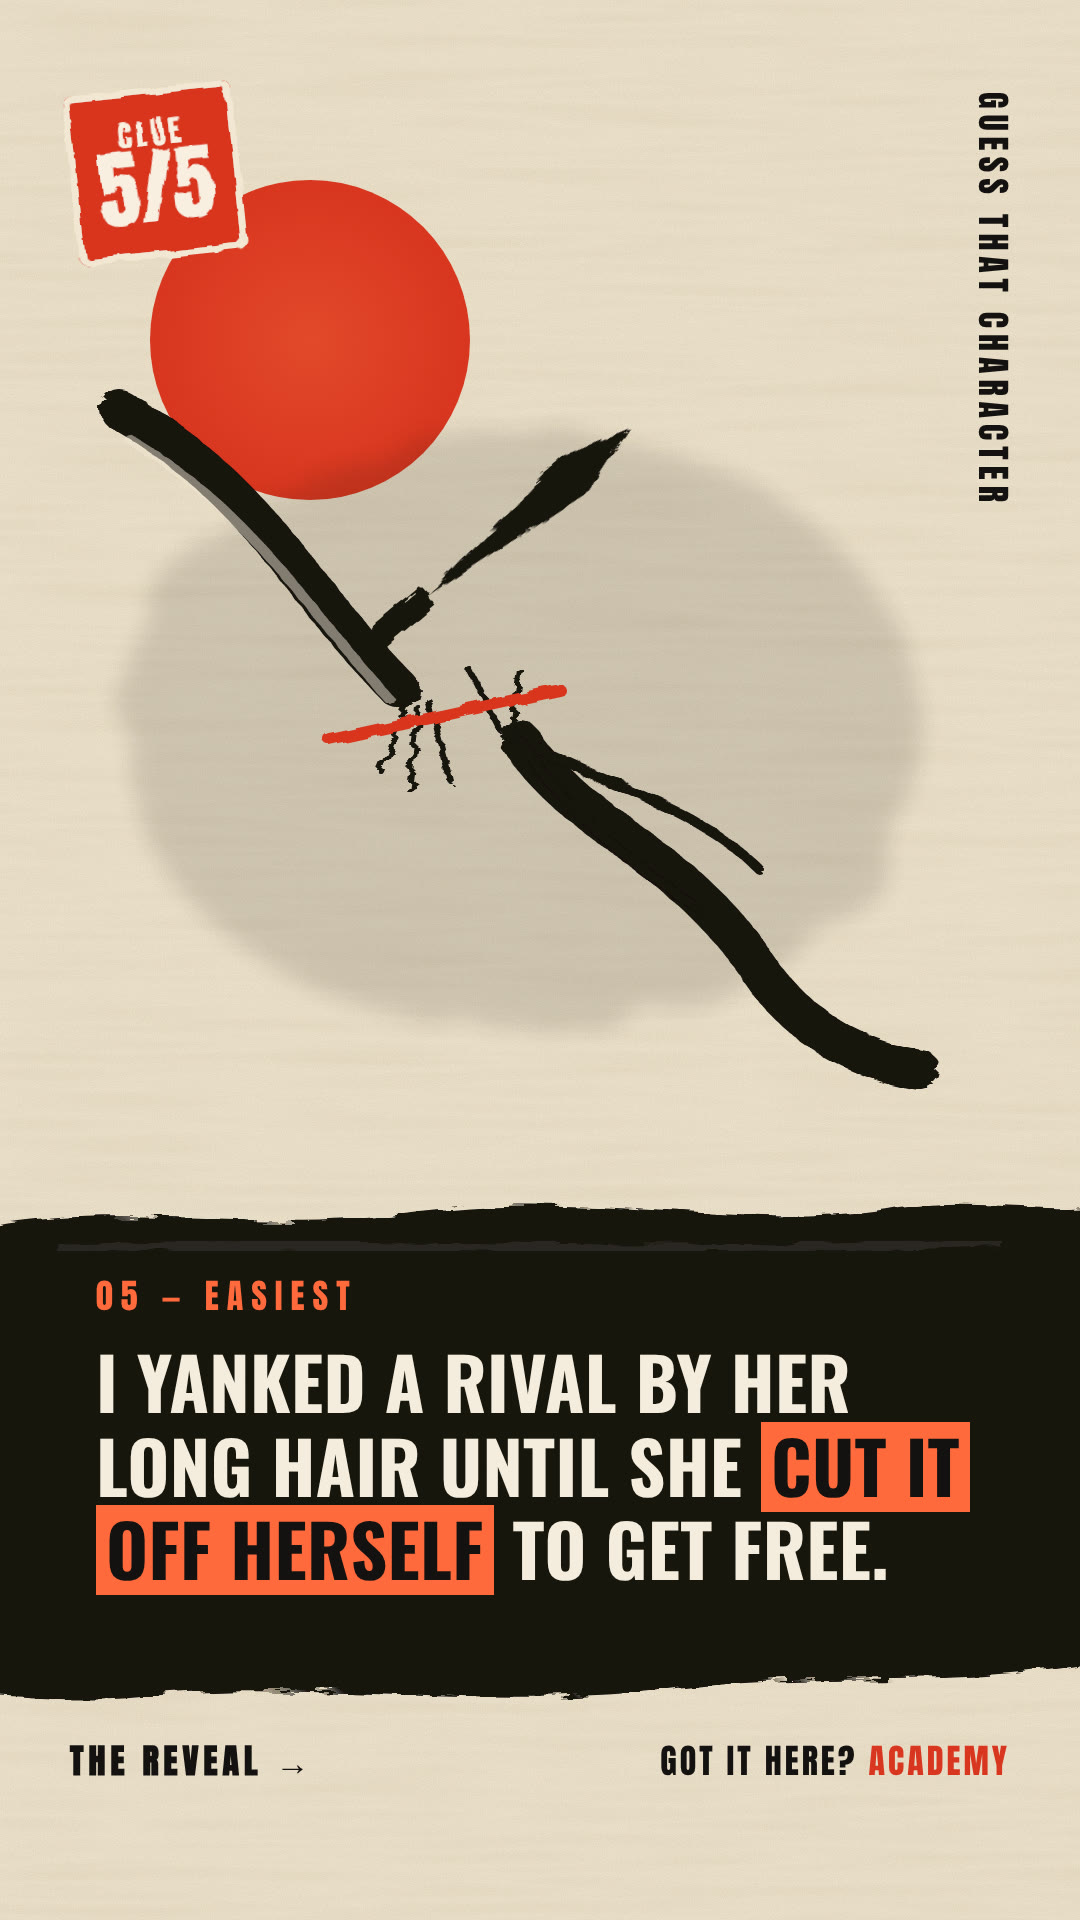 CLUE
5/5
GUESS THAT CHARACTER
05 – EASIEST
I YANKED A RIVAL BY HER
LONG HAIR UNTIL SHE CUT IT
OFF HERSELF TO GET FREE.
THE REVEAL →
GOT IT HERE? ACADEMY